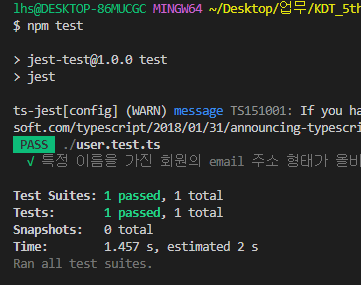 lhs@DESKTOP-86MUCGC MINGW64 ~/Desktop/업무/KDT_5th
$ npm test
> jest-test@1.0.0 test
> jest
ts-jest[config] (WARN) message TS151001: If you ha
soft.com/typescript/2018/01/31/announcing-typescri
PASS ./user.test.ts
√ 특정 이름을 가진 회원의 email 주소 형태가 올바
Test Suites: 1 passed, 1 total
Tests: 1 passed, 1 total
Snapshots: 0 total
Time: 1.457 s, estimated 2 s
Ran all test suites.